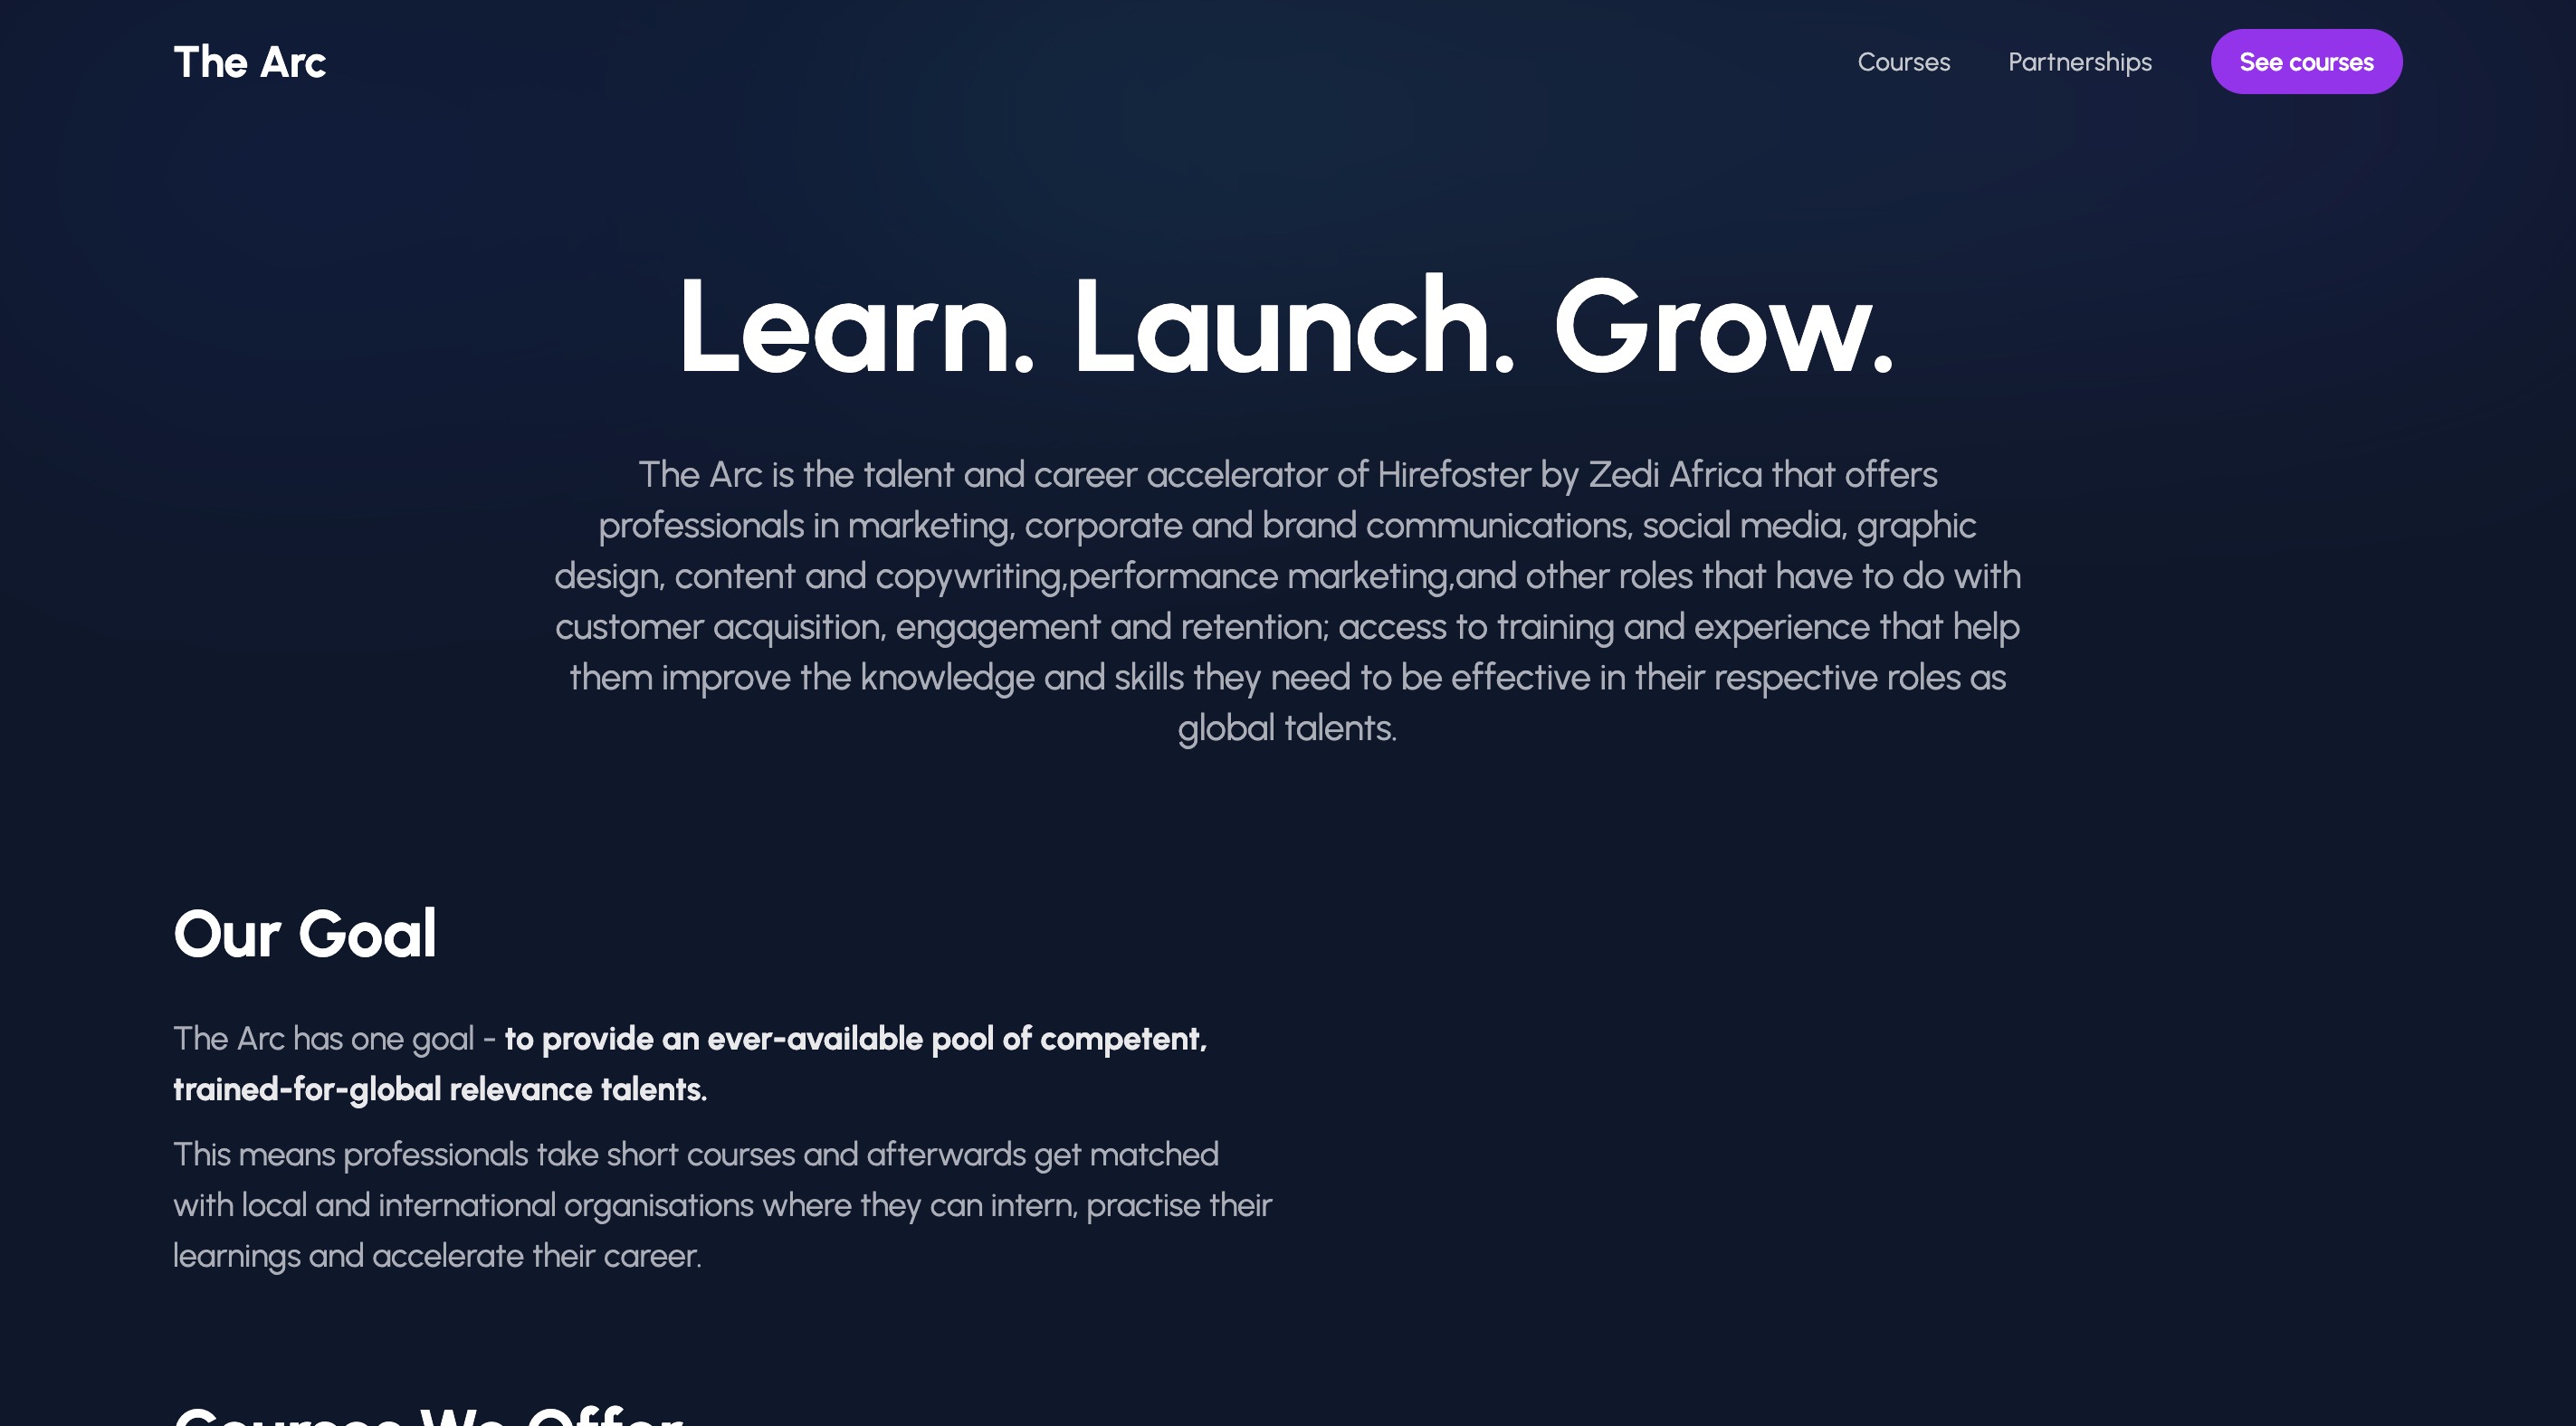 The Arc
Courses
Partnerships
See courses
Learn. Launch. Grow.
The Arc is the talent and career accelerator of Hirefoster by Zedi Africa that offers
professionals in marketing, corporate and brand communications, social media, graphic
design, content and copywriting,performance marketing,and other roles that have to do with
customer acquisition, engagement and retention; access to training and experience that help
them improve the knowledge and skills they need to be effective in their respective roles as
global talents.
Our Goal
The Arc has one goal - to provide an ever-available pool of competent,
trained-for-global relevance talents.
This means professionals take short courses and afterwards get matched
with local and international organisations where they can intern, practise their
learnings and accelerate their career.
Courses We Offer